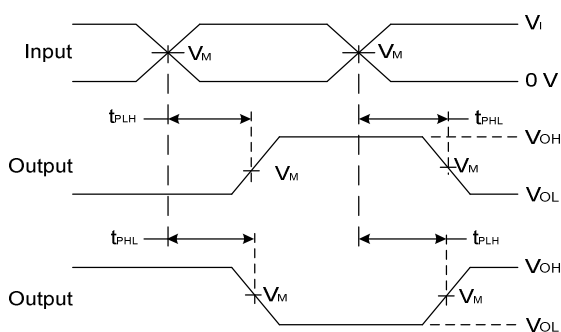 VI
Input VM VM
0 V
tPLH tPHL
VOH
Output VM VM
VOL
tPHL tPLH
VOH
Output VM VM
VOL